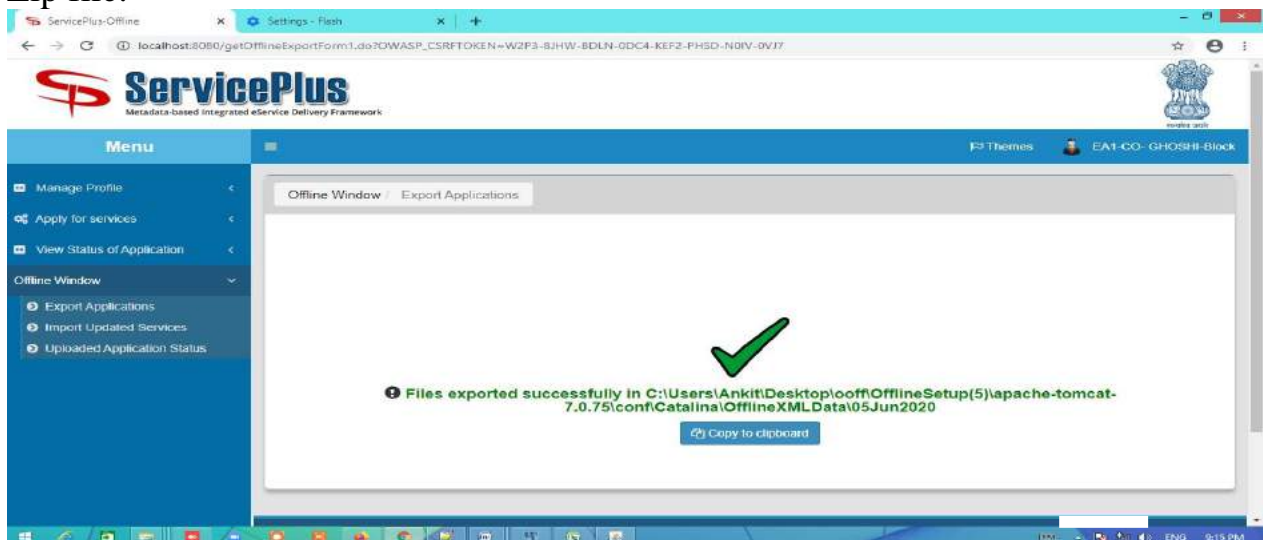 ServicePlus-Offline
Settings - Flash
localhost:8080/getOfflineExportForm1.do?OWASP_CSRFTOKEN=W2P3-8JHW-BDLN-0DC4-KEFZ-PHSD-N0IV-0VJ7
ServicePlus
Metadata-based Integrated eService Delivery Framework
Menu
Themes
EA1-CO- GHOSHI-Block
Manage Profile
Offline Window / Export Applications
Apply for services
View Status of Application
Offline Window
Export Applications
Import Updated Services
Uploaded Application Status
Files exported successfully in C:\Users\Ankit\Desktop\ooff\OfflineSetup(5)\apache-tomcat-
7.0.75\conf\Catalina\OfflineXMLData\05Jun2020
Copy to clipboard
ENG 9:15 PM